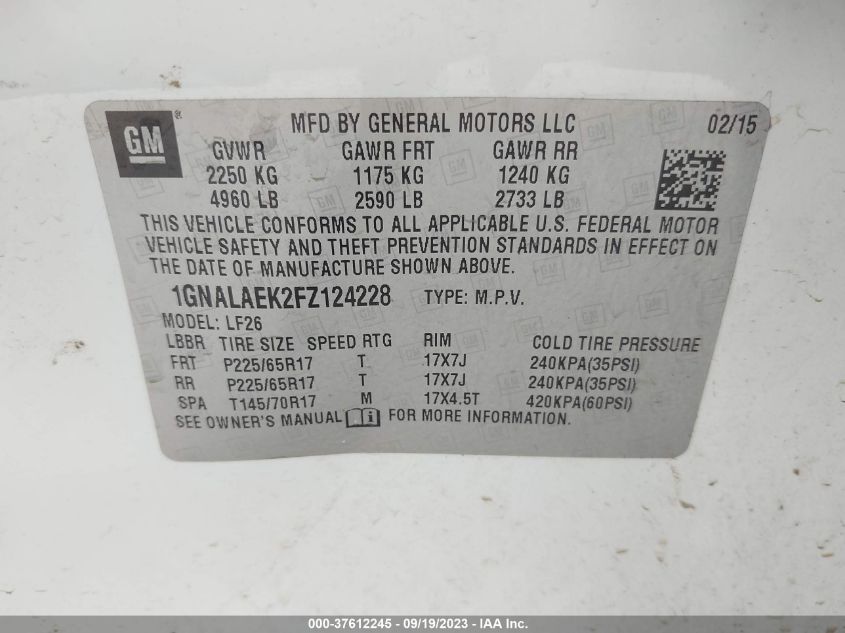 GM ®
MFD BY GENERAL MOTORS LLC 02/15
GVWR GAWR FRT GAWR RR
2250 KG 1175 KG 1240 KG
4960 LB 2590 LB 2733 LB
THIS VEHICLE CONFORMS TO ALL APPLICABLE U.S. FEDERAL MOTOR
VEHICLE SAFETY AND THEFT PREVENTION STANDARDS IN EFFECT ON
THE DATE OF MANUFACTURE SHOWN ABOVE.
1GNALAEK2FZ124228 TYPE: M.P.V.
MODEL: LF26
LBBR TIRE SIZE SPEED RTG RIM COLD TIRE PRESSURE
FRT P225/65R17 T 17X7J 240KPA(35PSI)
RR P225/65R17 T 17X7J 240KPA(35PSI)
SPA T145/70R17 M 17X4.5T 420KPA(60PSI)
SEE OWNER'S MANUAL i FOR MORE INFORMATION.
000-37612245 - 09/19/2023 - IAA Inc.